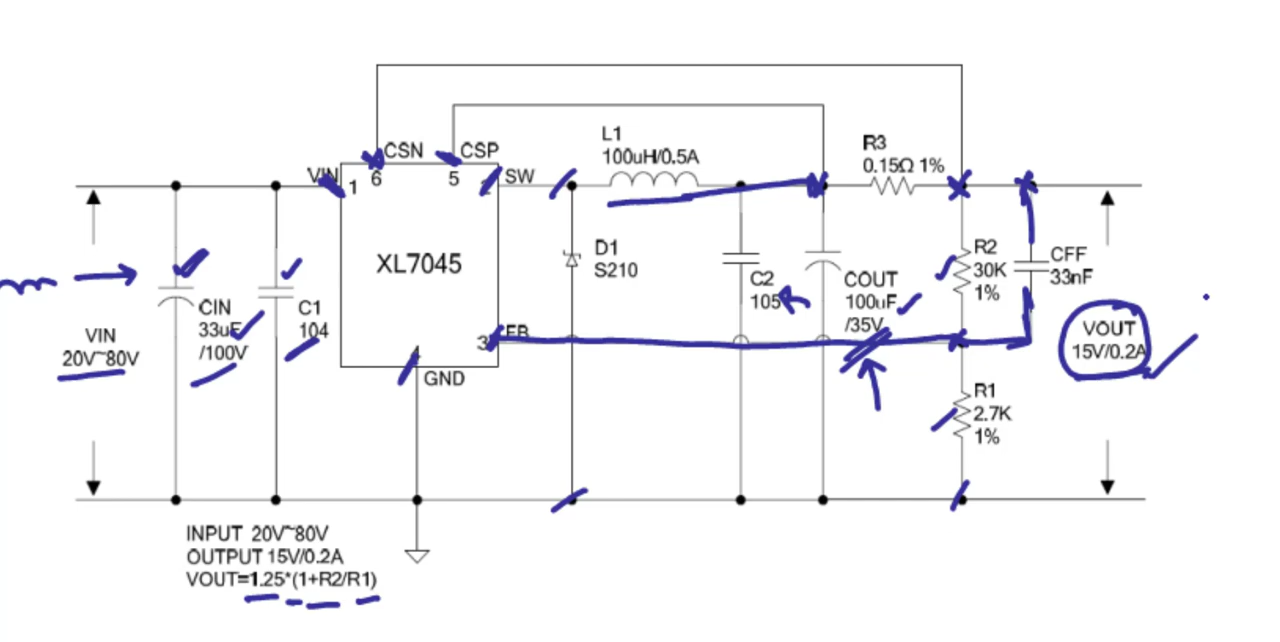 CSN
CSP
VIN
1
6
5
SW
XL7045
3
FB
GND
L1
100uH/0.5A
R3
0.15Ω 1%
D1
S210
C2
105
COUT
100uF
/35V
R2
30K
1%
CFF
33nF
R1
2.7K
1%
VOUT
15V/0.2A
CIN
33uF
/100V
C1
104
VIN
20V~80V
INPUT 20V~80V
OUTPUT 15V/0.2A
VOUT=1.25*(1+R2/R1)